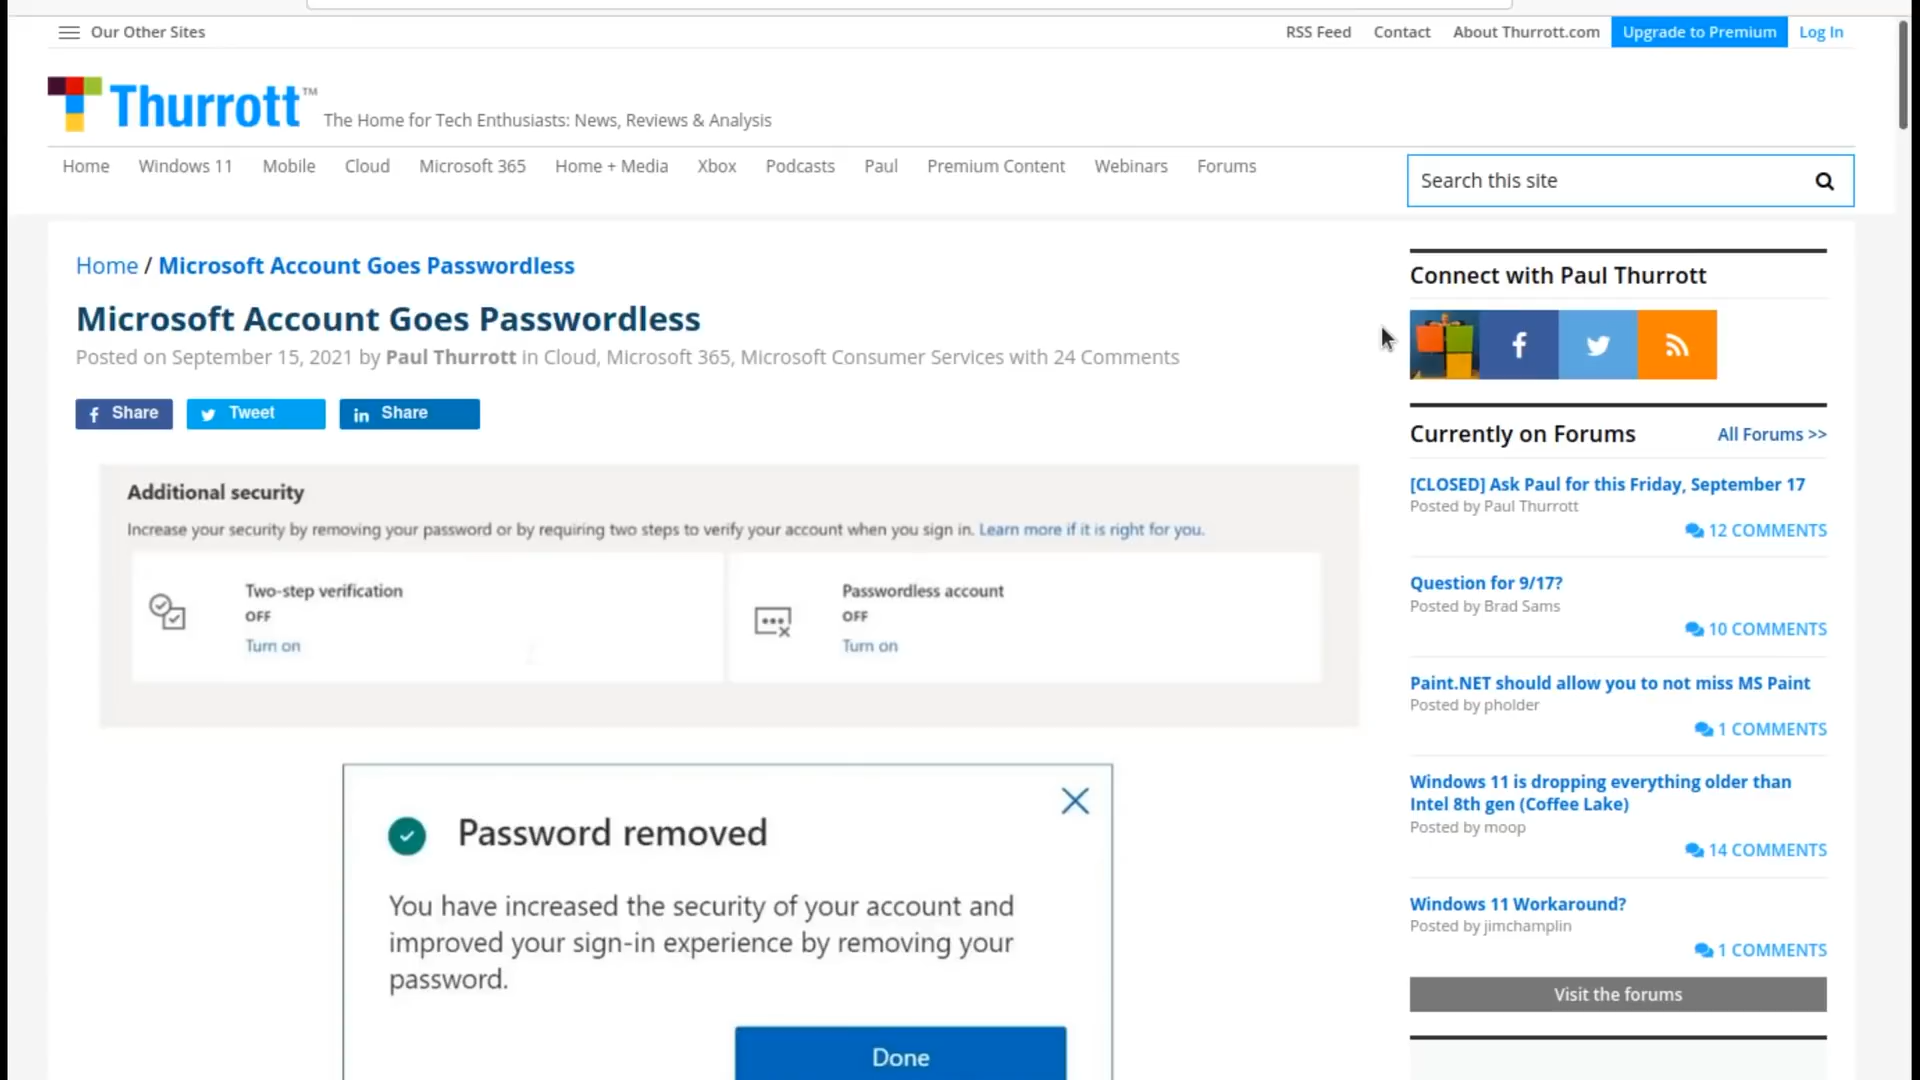 Our Other Sites
RSS Feed Contact About Thurrott.com Upgrade to Premium Log In
Thurrott™ The Home for Tech Enthusiasts: News, Reviews & Analysis
Home Windows 11 Mobile Cloud Microsoft 365 Home + Media Xbox Podcasts Paul Premium Content Webinars Forums
Search this site
Home / Microsoft Account Goes Passwordless
Microsoft Account Goes Passwordless
Posted on September 15, 2021 by Paul Thurrott in Cloud, Microsoft 365, Microsoft Consumer Services with 24 Comments
f Share Tweet in Share
Additional security
Increase your security by removing your password or by requiring two steps to verify your account when you sign in. Learn more if it is right for you.
Two-step verification
OFF
Turn on
Passwordless account
OFF
Turn on
Password removed
You have increased the security of your account and
improved your sign-in experience by removing your
password.
Done
Connect with Paul Thurrott
f
Currently on Forums All Forums >>
[CLOSED] Ask Paul for this Friday, September 17
Posted by Paul Thurrott
12 COMMENTS
Question for 9/17?
Posted by Brad Sams
10 COMMENTS
Paint.NET should allow you to not miss MS Paint
Posted by pholder
1 COMMENTS
Windows 11 is dropping everything older than
Intel 8th gen (Coffee Lake)
Posted by moop
14 COMMENTS
Windows 11 Workaround?
Posted by jimchamplin
1 COMMENTS
Visit the forums